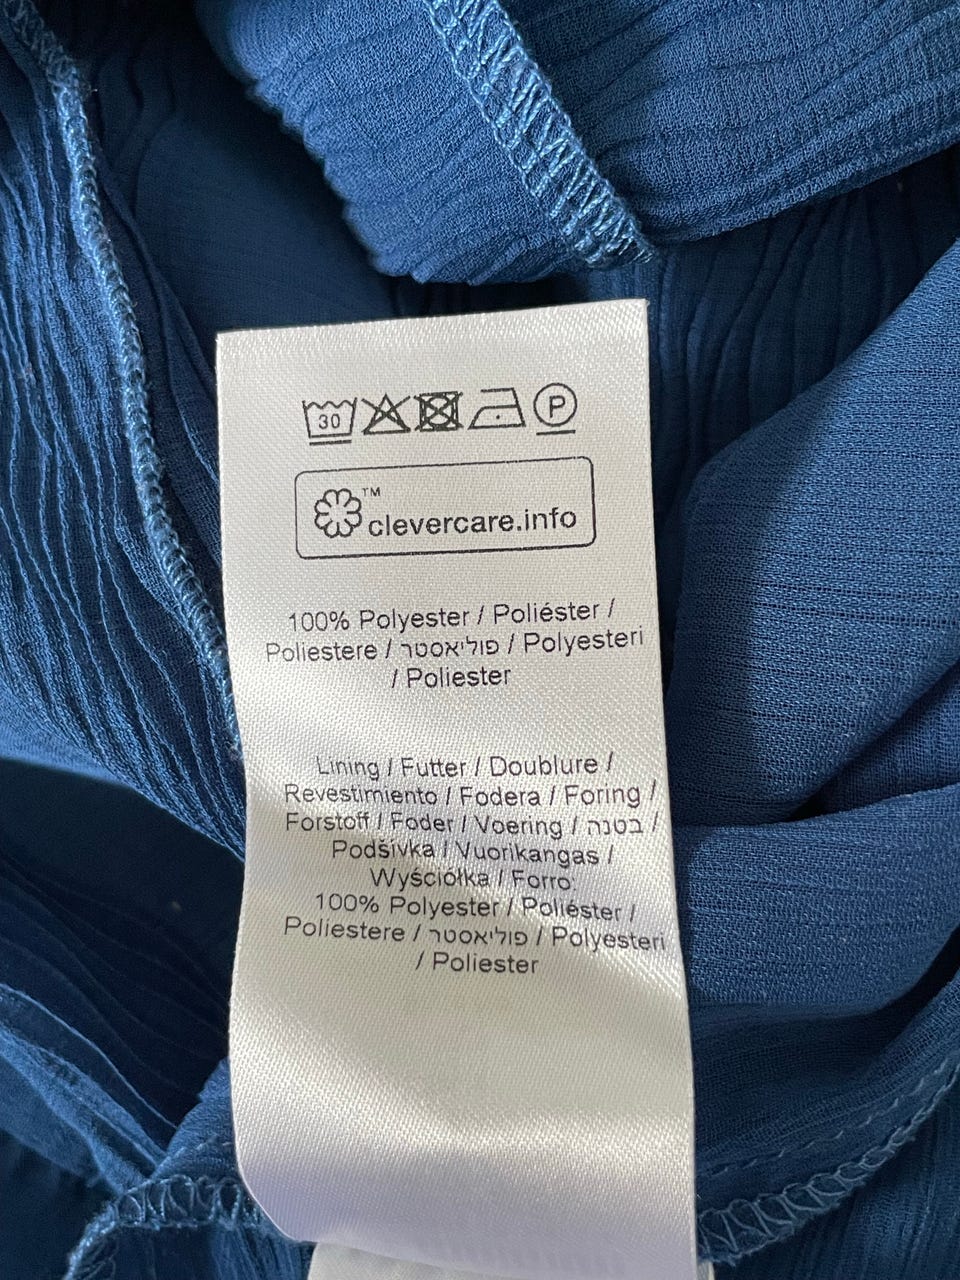 30 P
TM
clevercare.info
100% Polyester / Poliéster /
Poliestere / פוליאסטר / Polyesteri
/ Poliester
Lining / Futter / Doublure /
Revestimiento / Fodera / Foring /
Forstoff / Foder / Voering / בטנה /
Podšívka / Vuorikangas /
Wyściółka / Forro:
100% Polyester / Poliéster /
Poliestere / פוליאסטר / Polyesteri
/ Poliester